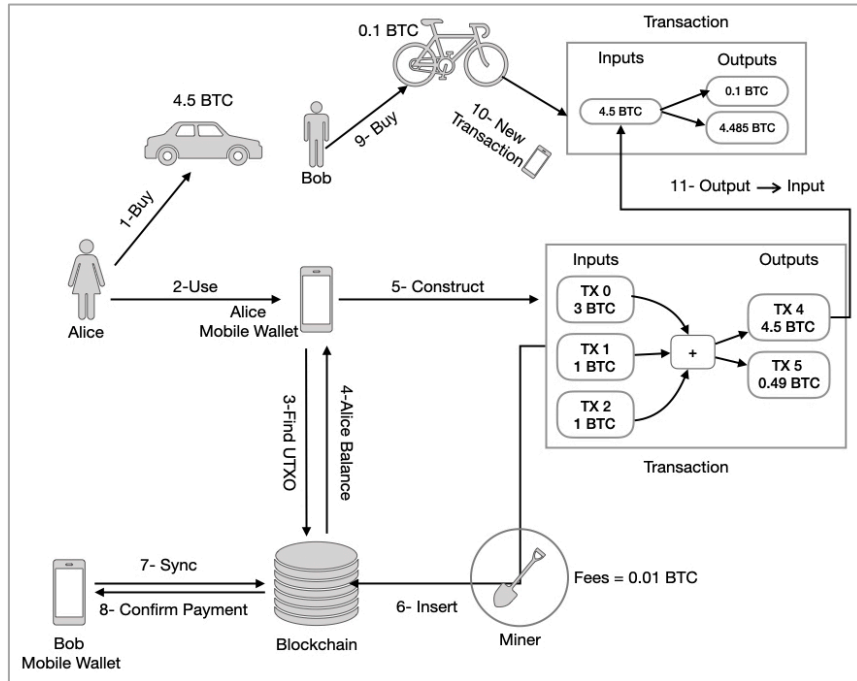 Transaction
0.1 BTC
Inputs
Outputs
4.5 BTC
0.1 BTC
4.485 BTC
4.5 BTC
Bob
9- Buy
10- New
Transaction
11- Output → Input
1-Buy
Alice
2-Use
Alice
Mobile Wallet
5- Construct
Inputs
Outputs
TX 0
3 BTC
TX 1
1 BTC
TX 2
1 BTC
+
TX 4
4.5 BTC
TX 5
0.49 BTC
Transaction
3-Find UTXO
4-Alice Balance
7- Sync
8- Confirm Payment
Bob
Mobile Wallet
Blockchain
6- Insert
Miner
Fees = 0.01 BTC